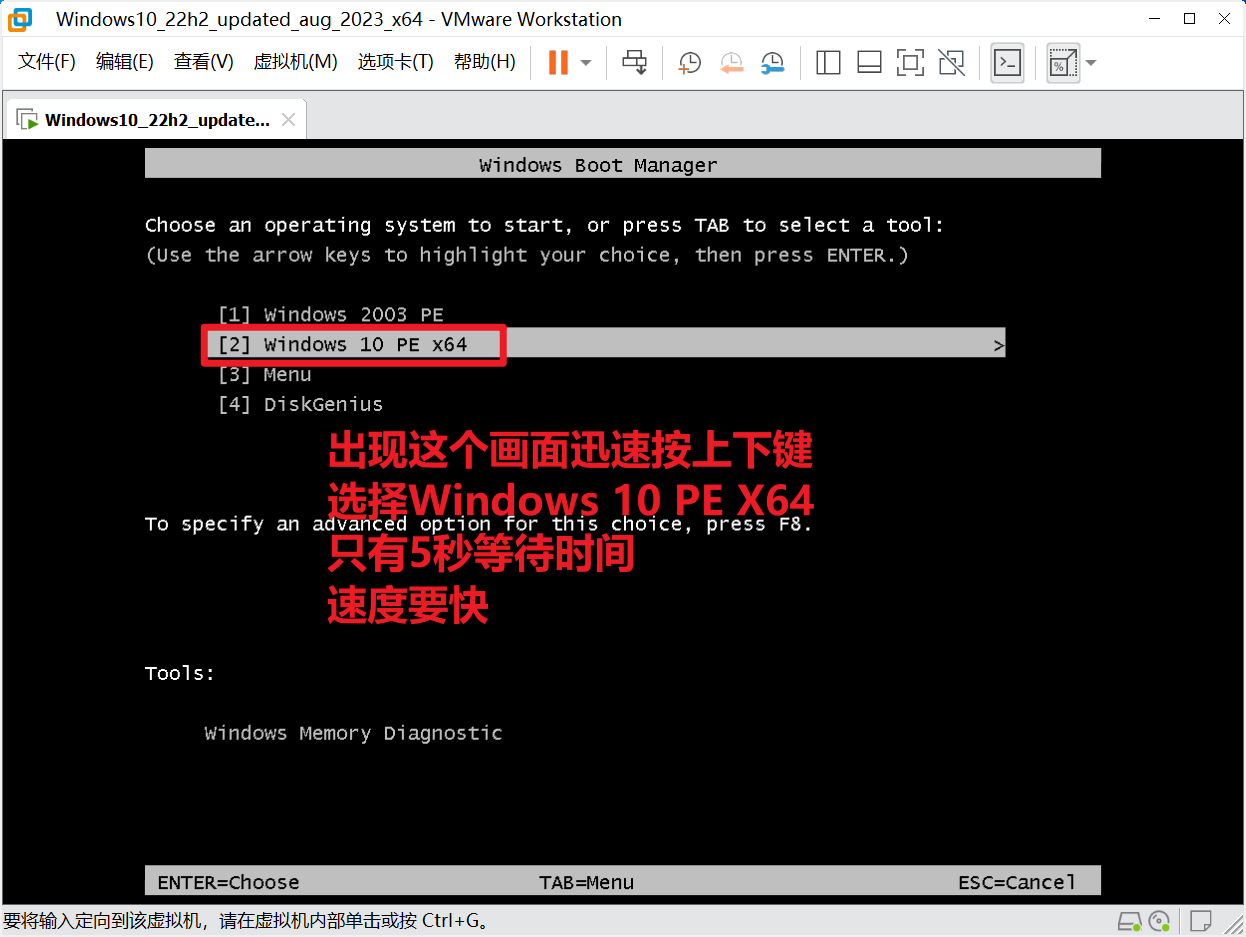 Windows10_22h2_updated_aug_2023_x64 - VMware Workstation
文件(F) 编辑(E) 查看(V) 虚拟机(M) 选项卡(T) 帮助(H)
Windows10_22h2_update...
Windows Boot Manager
Choose an operating system to start, or press TAB to select a tool:
(Use the arrow keys to highlight your choice, then press ENTER.)
[1] Windows 2003 PE
[2] Windows 10 PE x64 >
[3] Menu
[4] DiskGenius
出现这个画面迅速按上下键
选择Windows 10 PE X64
To specify an advanced option for this choice, press F8.
只有5秒等待时间
速度要快
Tools:
Windows Memory Diagnostic
ENTER=Choose TAB=Menu ESC=Cancel
要将输入定向到该虚拟机，请在虚拟机内部单击或按 Ctrl+G。